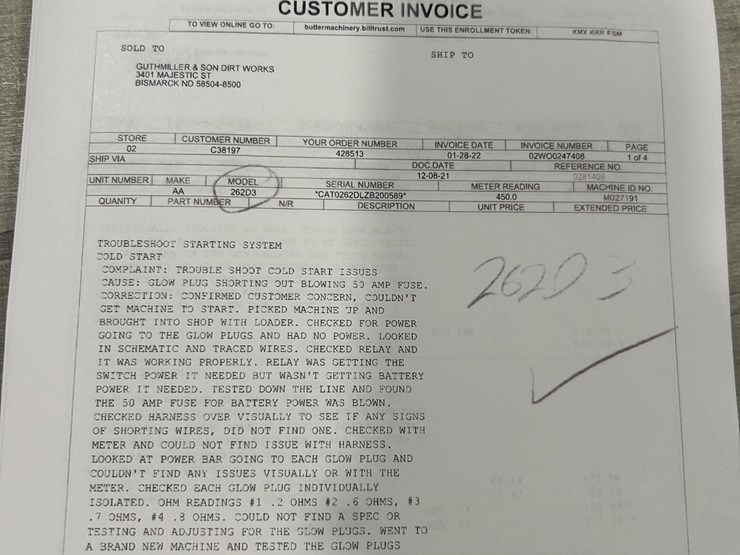 CUSTOMER INVOICE
TO VIEW ONLINE GO TO: butlermachinery.billtrust.com USE THIS ENROLLMENT TOKEN: KMX KRR FSM
SOLD TO
SHIP TO
GUTHMILLER & SON DIRT WORKS
3401 MAJESTIC ST
BISMARCK ND 58504-8500
STORE CUSTOMER NUMBER YOUR ORDER NUMBER INVOICE DATE INVOICE NUMBER PAGE
02 C38197 428513 01-28-22 02WO0247408 1 of 4
SHIP VIA DOC.DATE REFERENCE NO.
12-08-21 0281409
UNIT NUMBER MAKE MODEL SERIAL NUMBER METER READING MACHINE ID NO.
AA 262D3 *CAT0262DLZB200589* 450.0 M027191
QUANITY PART NUMBER N/R DESCRIPTION UNIT PRICE EXTENDED PRICE
TROUBLESHOOT STARTING SYSTEM
COLD START
COMPLAINT: TROUBLE SHOOT COLD START ISSUES
CAUSE: GLOW PLUG SHORTING OUT BLOWING 50 AMP FUSE.
CORRECTION: CONFIRMED CUSTOMER CONCERN, COULDN'T
GET MACHINE TO START. PICKED MACHINE UP AND
BROUGHT INTO SHOP WITH LOADER. CHECKED FOR POWER
GOING TO THE GLOW PLUGS AND HAD NO POWER. LOOKED
IN SCHEMATIC AND TRACED WIRES. CHECKED RELAY AND
IT WAS WORKING PROPERLY. RELAY WAS GETTING THE
SWITCH POWER IT NEEDED BUT WASN'T GETTING BATTERY
POWER IT NEEDED. TESTED DOWN THE LINE AND FOUND
THE 50 AMP FUSE FOR BATTERY POWER WAS BLOWN.
CHECKED HARNESS OVER VISUALLY TO SEE IF ANY SIGNS
OF SHORTING WIRES, DID NOT FIND ONE. CHECKED WITH
METER AND COULD NOT FIND ISSUE WITH HARNESS.
LOOKED AT POWER BAR GOING TO EACH GLOW PLUG AND
COULDN'T FIND ANY ISSUES VISUALLY OR WITH THE
METER. CHECKED EACH GLOW PLUG INDIVIDUALLY
ISOLATED. OHM READINGS #1 .2 OHMS #2 .6 OHMS, #3
.7 OHMS, #4 .8 OHMS. COULD NOT FIND A SPEC OR
TESTING AND ADJUSTING FOR THE GLOW PLUGS. WENT TO
A BRAND NEW MACHINE AND TESTED THE GLOW PLUGS
262D3